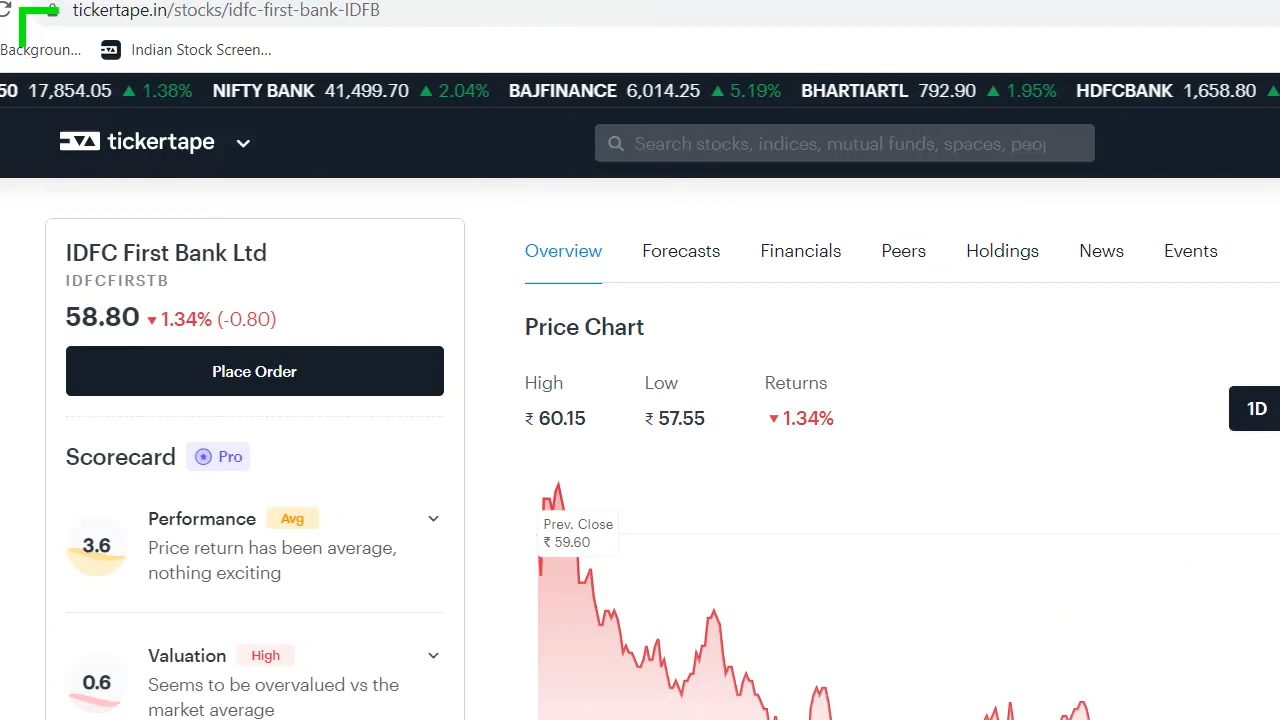 tickertape.in/stocks/idfc-first-bank-IDFB
Backgroun... Indian Stock Screen...
50 17,854.05 ▲ 1.38% NIFTY BANK 41,499.70 ▲ 2.04% BAJFINANCE 6,014.25 ▲ 5.19% BHARTIARTL 792.90 ▲ 1.95% HDFCBANK 1,658.80 ▲
tickertape
Search stocks, indices, mutual funds, spaces, peop
IDFC First Bank Ltd
IDFCFIRSTB
58.80 ▼ 1.34% (-0.80)
Place Order
Scorecard Pro
Performance Avg
3.6
Price return has been average,
nothing exciting
Valuation High
0.6
Seems to be overvalued vs the
market average
Overview Forecasts Financials Peers Holdings News Events
Price Chart
High Low Returns
₹ 60.15 ₹ 57.55 ▼ 1.34%
1D
Prev. Close
₹ 59.60